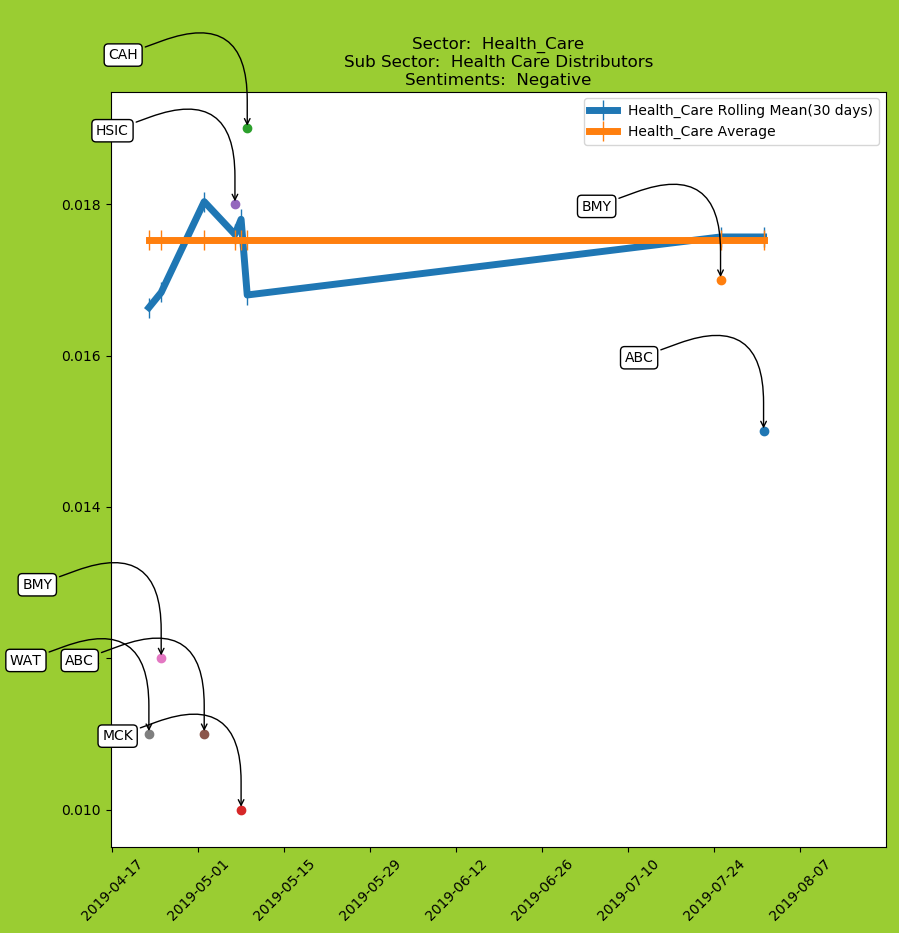 CAH
Sector:  Health_Care
Sub Sector:  Health Care Distributors
Sentiments:  Negative
Health_Care Rolling Mean(30 days)
Health_Care Average
HSIC
0.018
BMY
0.016
ABC
0.014
BMY
WAT
ABC
MCK
0.010
2019-04-17
2019-05-01
2019-05-15
2019-05-29
2019-06-12
2019-06-26
2019-07-10
2019-07-24
2019-08-07